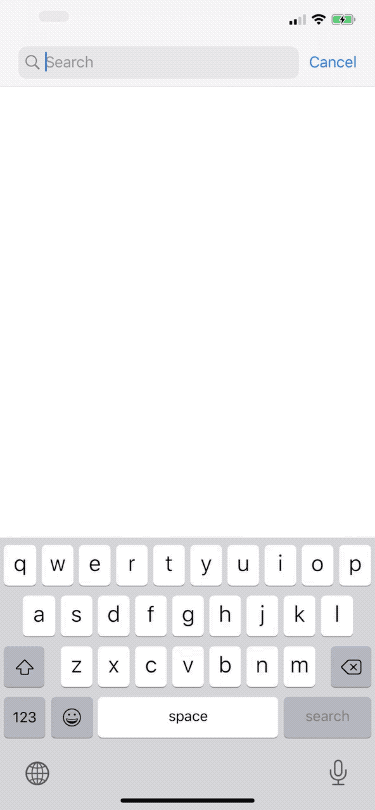 Search Cancel
q w e r t y u i o p
a s d f g h j k l
z x c v b n m
123 space search